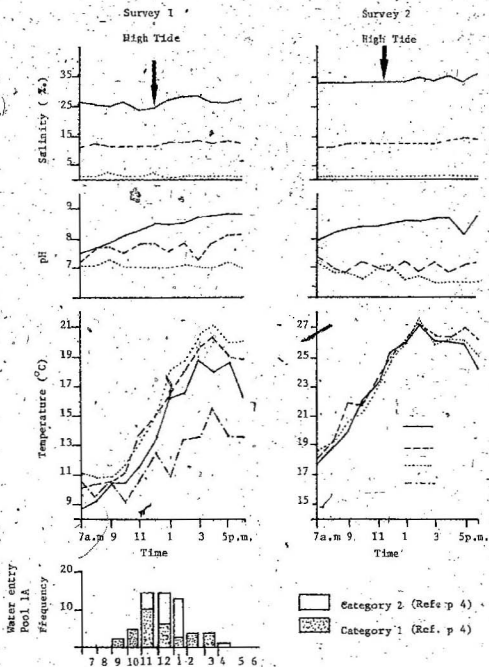 Survey 1
Survey 2
High Tide
High Tide
Salinity (‰)
35
25
15
5
pH
9
8
7
Temperature (°C)
21
19
17
15
13
11
9
27
25
23
21
19
17
15
7a.m 9 11 1 3 5p.m.
Time
7a.m 9 11 1 3 5p.m.
Time
Water entry
Pool 1A
Frequency
20
10
7 8 9 10 11 12 1 2 3 4 5 6
Category 2 (Ref. p 4)
Category 1 (Ref. p 4)